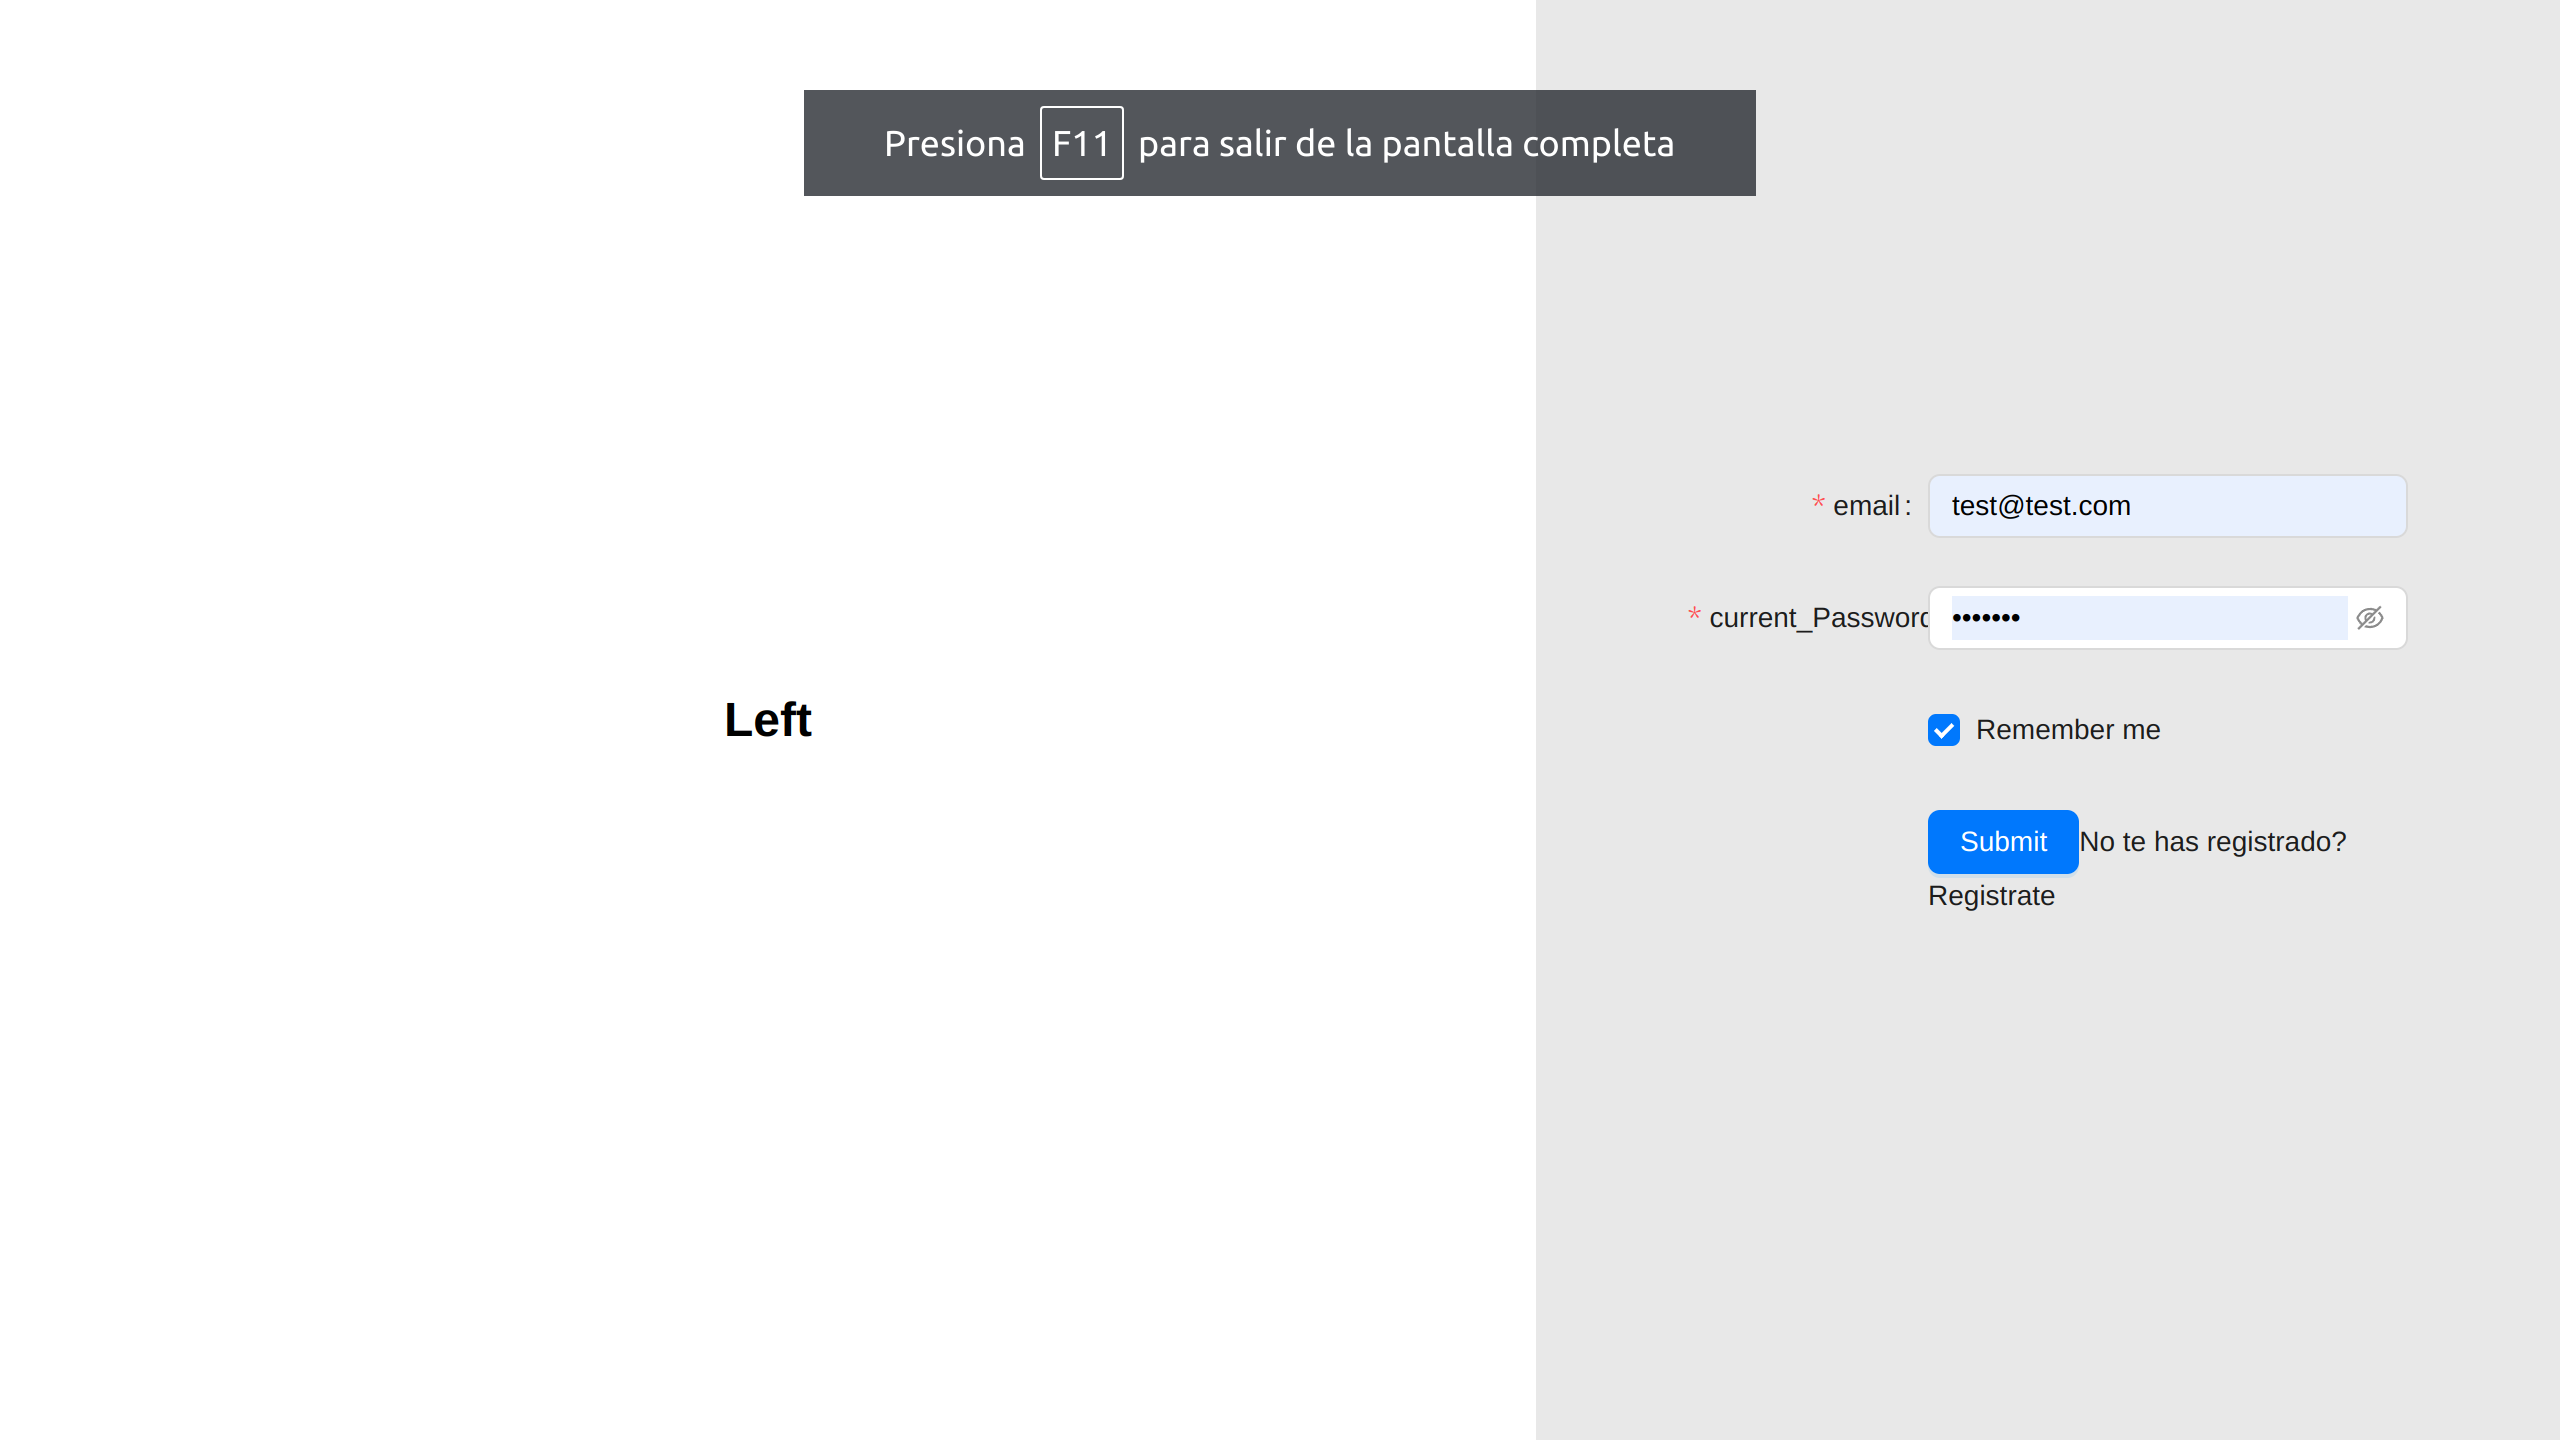 Presiona F11 para salir de la pantalla completa
* email :
test@test.com
* current_Password
•••••••
Left
Remember me
Submit No te has registrado?
Registrate